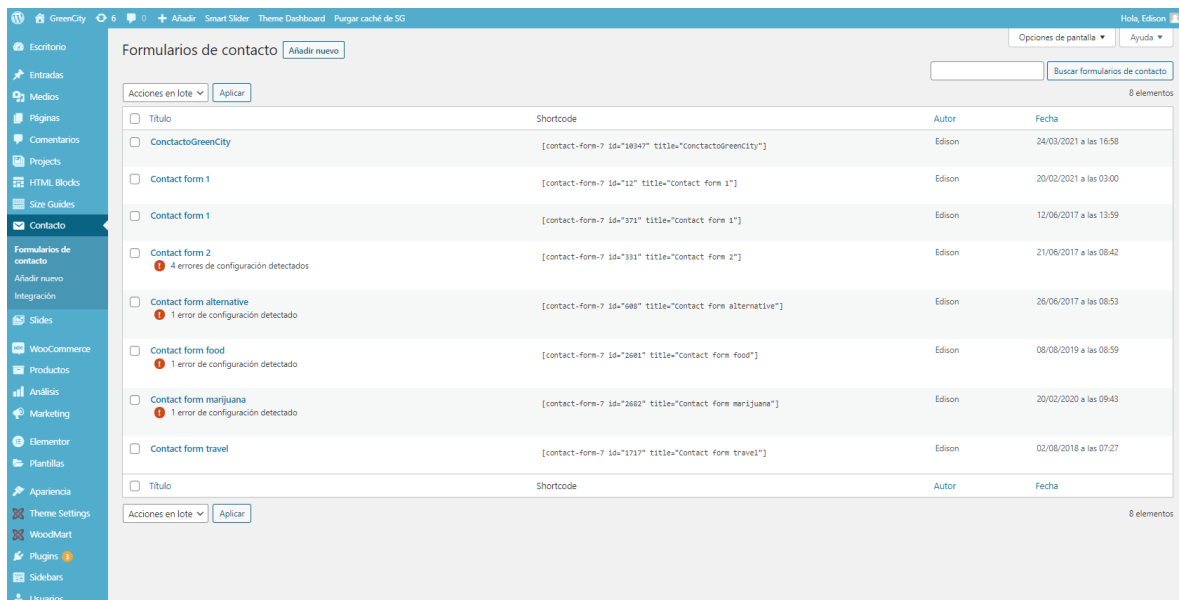 GreenCity 6 0 Añadir Smart Slider Theme Dashboard Purgar caché de SG Hola, Edison
Opciones de pantalla Ayuda
Escritorio
Entradas
Medios
Páginas
Comentarios
Projects
HTML Blocks
Size Guides
Contacto
Formularios de
contacto
Añadir nuevo
Integración
Slides
WooCommerce
Productos
Análisis
Marketing
Elementor
Plantillas
Apariencia
Theme Settings
WoodMart
Plugins 3
Sidebars
Usuarios
Formularios de contacto Añadir nuevo
Buscar formularios de contacto
Acciones en lote Aplicar 8 elementos
Título Shortcode Autor Fecha
ConctactoGreenCity [contact-form-7 id="10347" title="ConctactoGreenCity"] Edison 24/03/2021 a las 16:58
Contact form 1 [contact-form-7 id="12" title="Contact form 1"] Edison 20/02/2021 a las 03:00
Contact form 1 [contact-form-7 id="371" title="Contact form 1"] Edison 12/06/2017 a las 13:59
Contact form 2 [contact-form-7 id="331" title="Contact form 2"] Edison 21/06/2017 a las 08:42
4 errores de configuración detectados
Contact form alternative [contact-form-7 id="608" title="Contact form alternative"] Edison 26/06/2017 a las 08:53
1 error de configuración detectado
Contact form food [contact-form-7 id="2601" title="Contact form food"] Edison 08/08/2019 a las 08:59
1 error de configuración detectado
Contact form marijuana [contact-form-7 id="2682" title="Contact form marijuana"] Edison 20/02/2020 a las 09:43
1 error de configuración detectado
Contact form travel [contact-form-7 id="1717" title="Contact form travel"] Edison 02/08/2018 a las 07:27
Título Shortcode Autor Fecha
Acciones en lote Aplicar 8 elementos